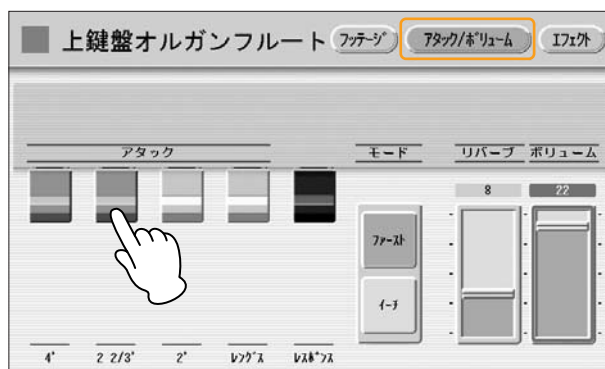 上鍵盤オルガンフルート フッテージ アタック/ボリューム エフェクト
アタック モード リバーブ ボリューム
8 22
ファースト
イーチ
4' 2 2/3' 2' レングス レスポンス